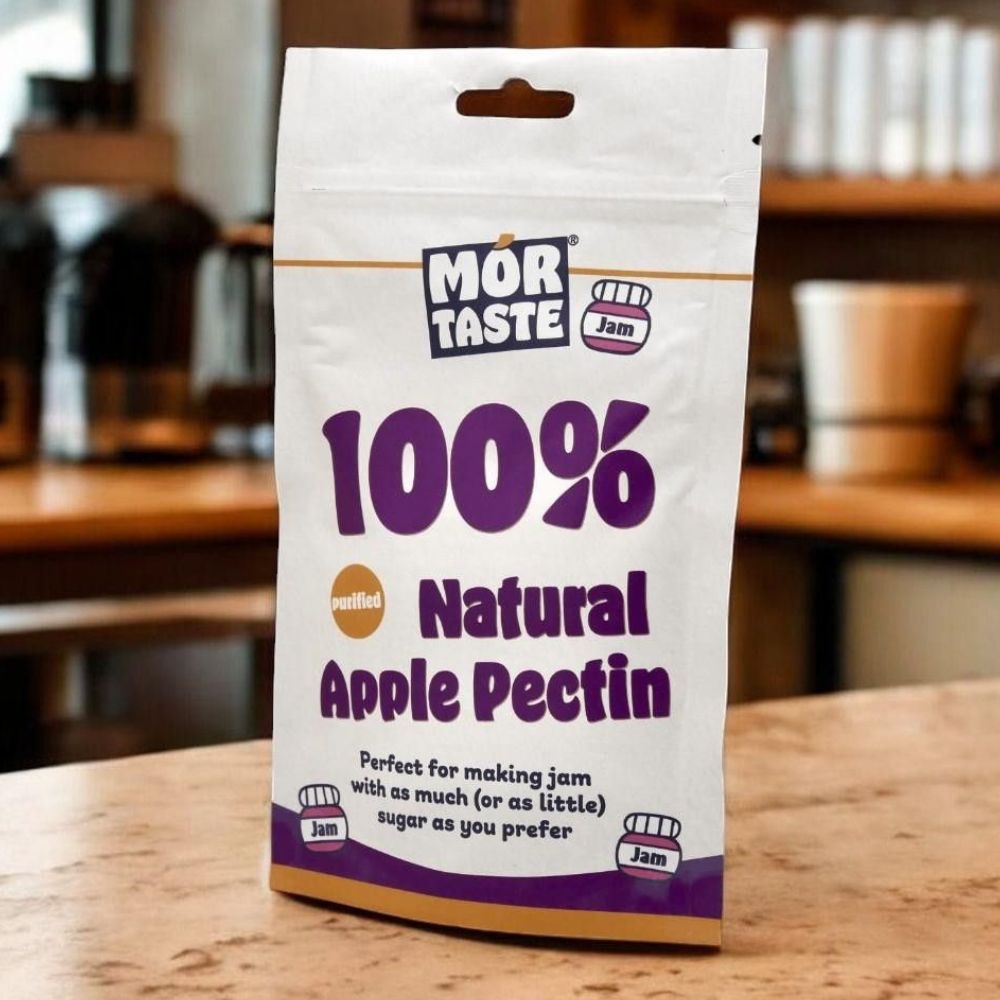 MÓR
TASTE®
Jam
100%
purified
Natural
Apple Pectin
Perfect for making jam
with as much (or as little)
sugar as you prefer
Jam
Jam